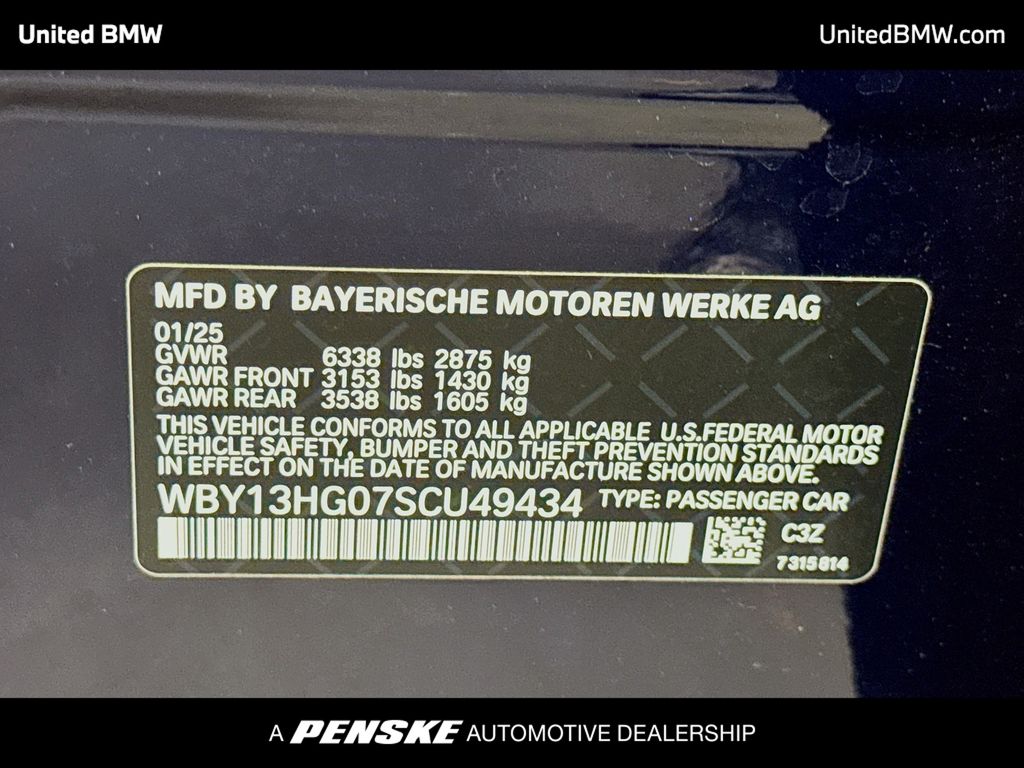 United BMW
UnitedBMW.com
MFD BY BAYERISCHE MOTOREN WERKE AG
01/25
GVWR 6338 lbs 2875 kg
GAWR FRONT 3153 lbs 1430 kg
GAWR REAR 3538 lbs 1605 kg
THIS VEHICLE CONFORMS TO ALL APPLICABLE U.S.FEDERAL MOTOR
VEHICLE SAFETY, BUMPER AND THEFT PREVENTION STANDARDS
IN EFFECT ON THE DATE OF MANUFACTURE SHOWN ABOVE.
WBY13HG07SCU49434 TYPE: PASSENGER CAR
C3Z
7315814
A PENSKE AUTOMOTIVE DEALERSHIP